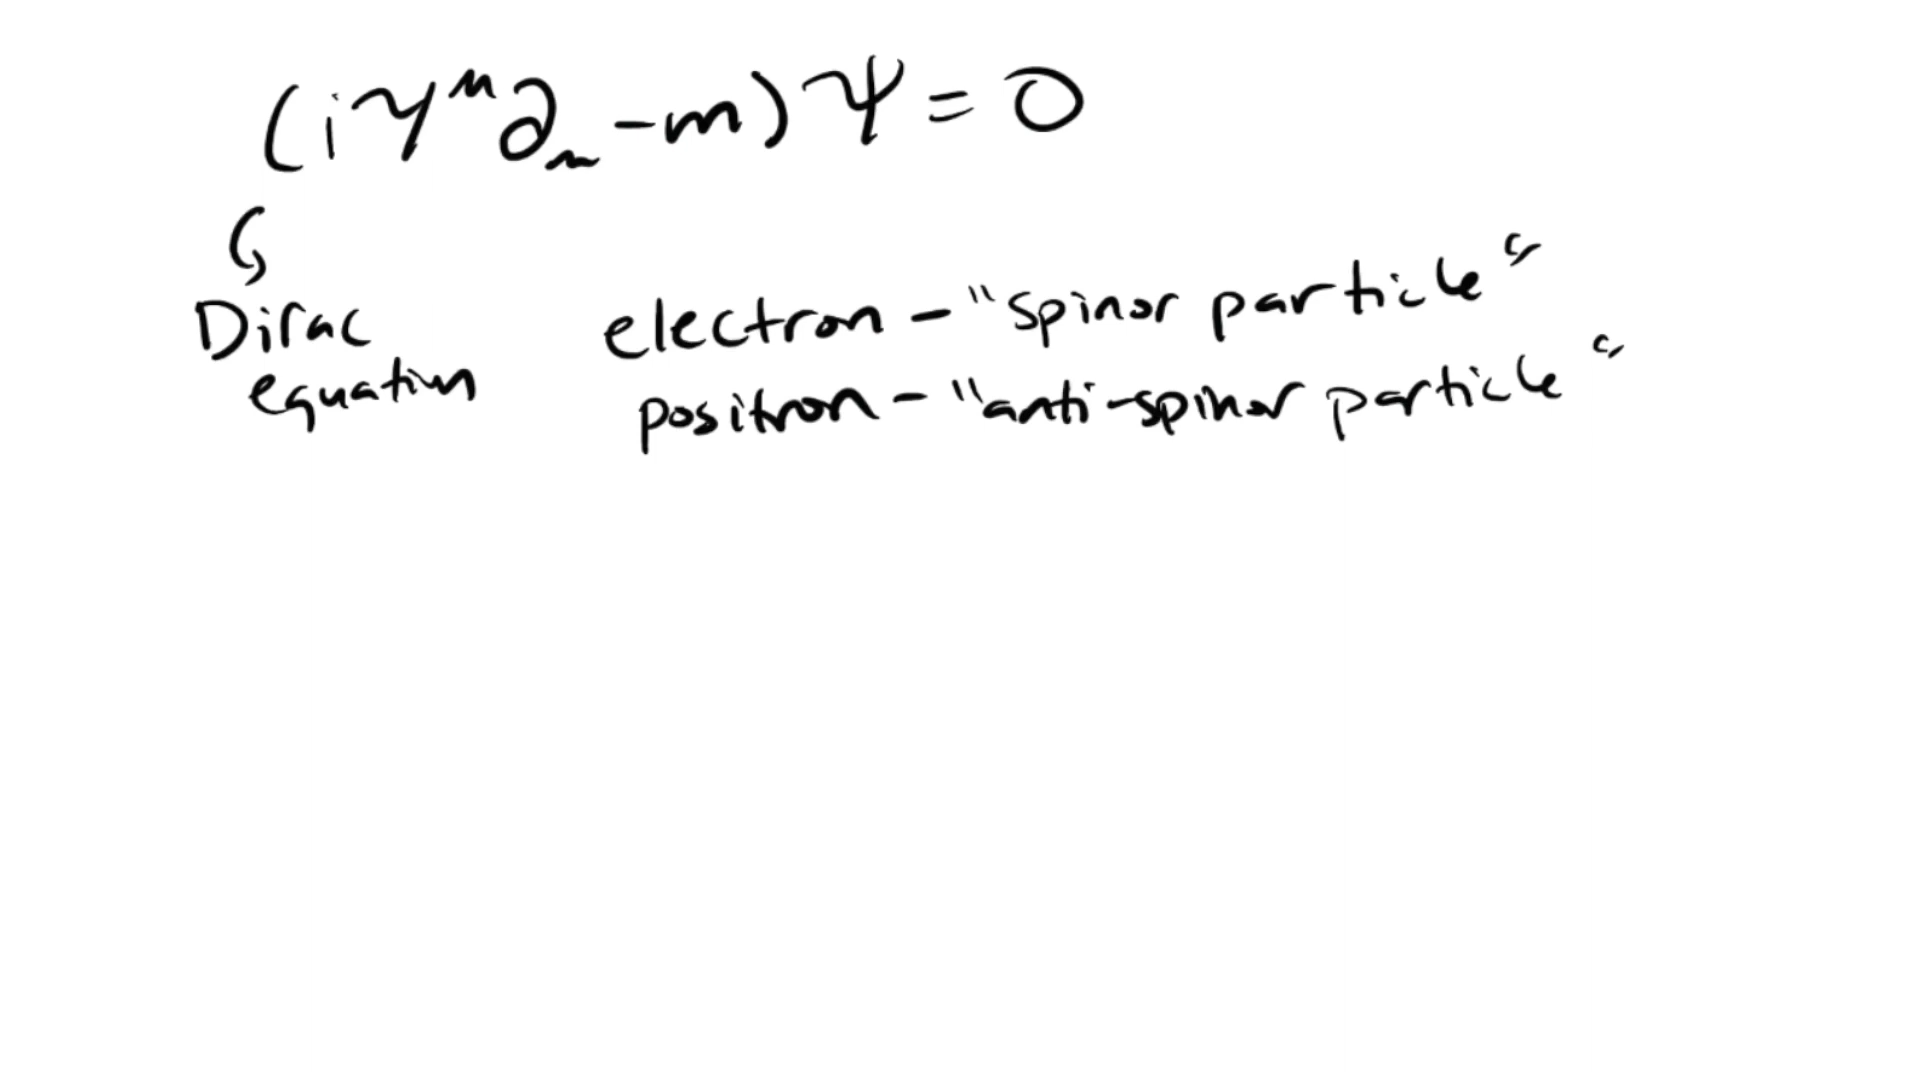 (iγ^μ ∂_μ - m) ψ = 0
Dirac
equation
electron - "spinor particle"
positron - "anti-spinor particle"